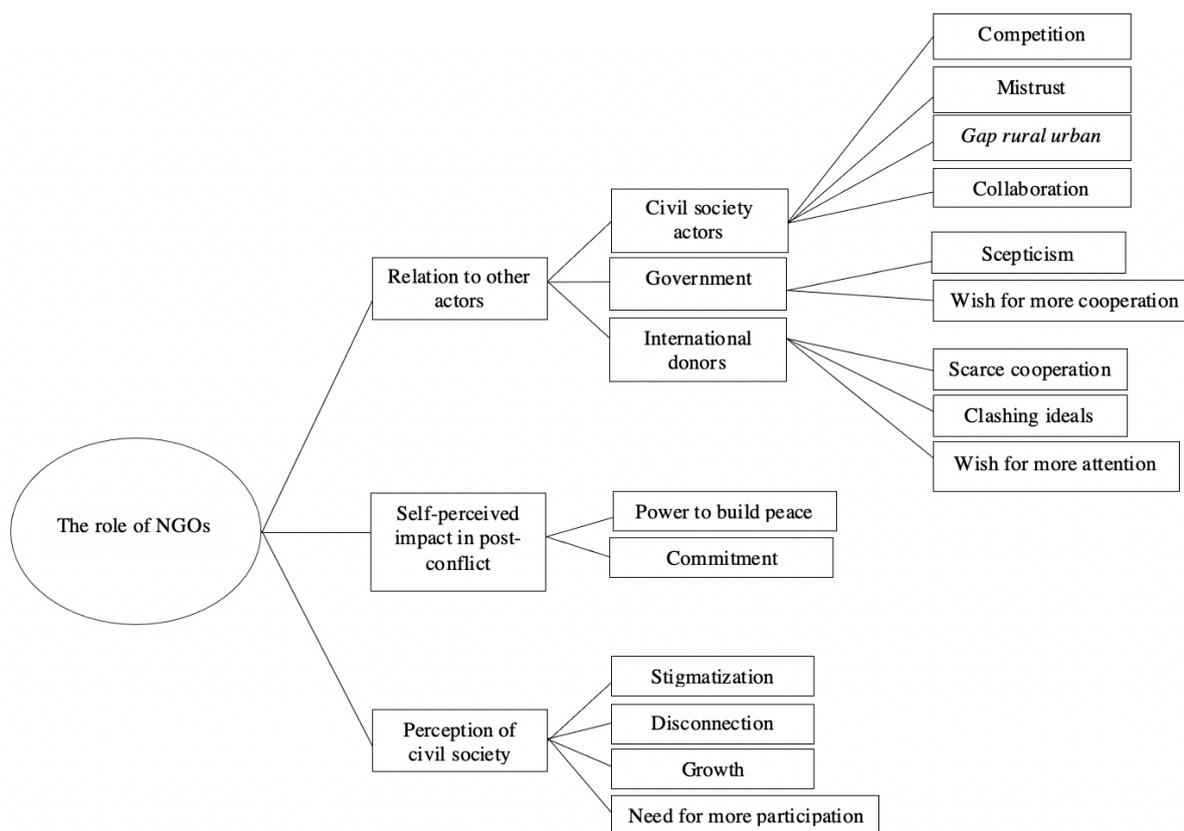 Competition
Mistrust
Gap rural urban
Collaboration
Civil society
actors
Scepticism
Relation to other
actors
Government
Wish for more cooperation
International
donors
Scarce cooperation
Clashing ideals
Wish for more attention
The role of NGOs
Self-perceived
impact in post-
conflict
Power to build peace
Commitment
Perception of
civil society
Stigmatization
Disconnection
Growth
Need for more participation